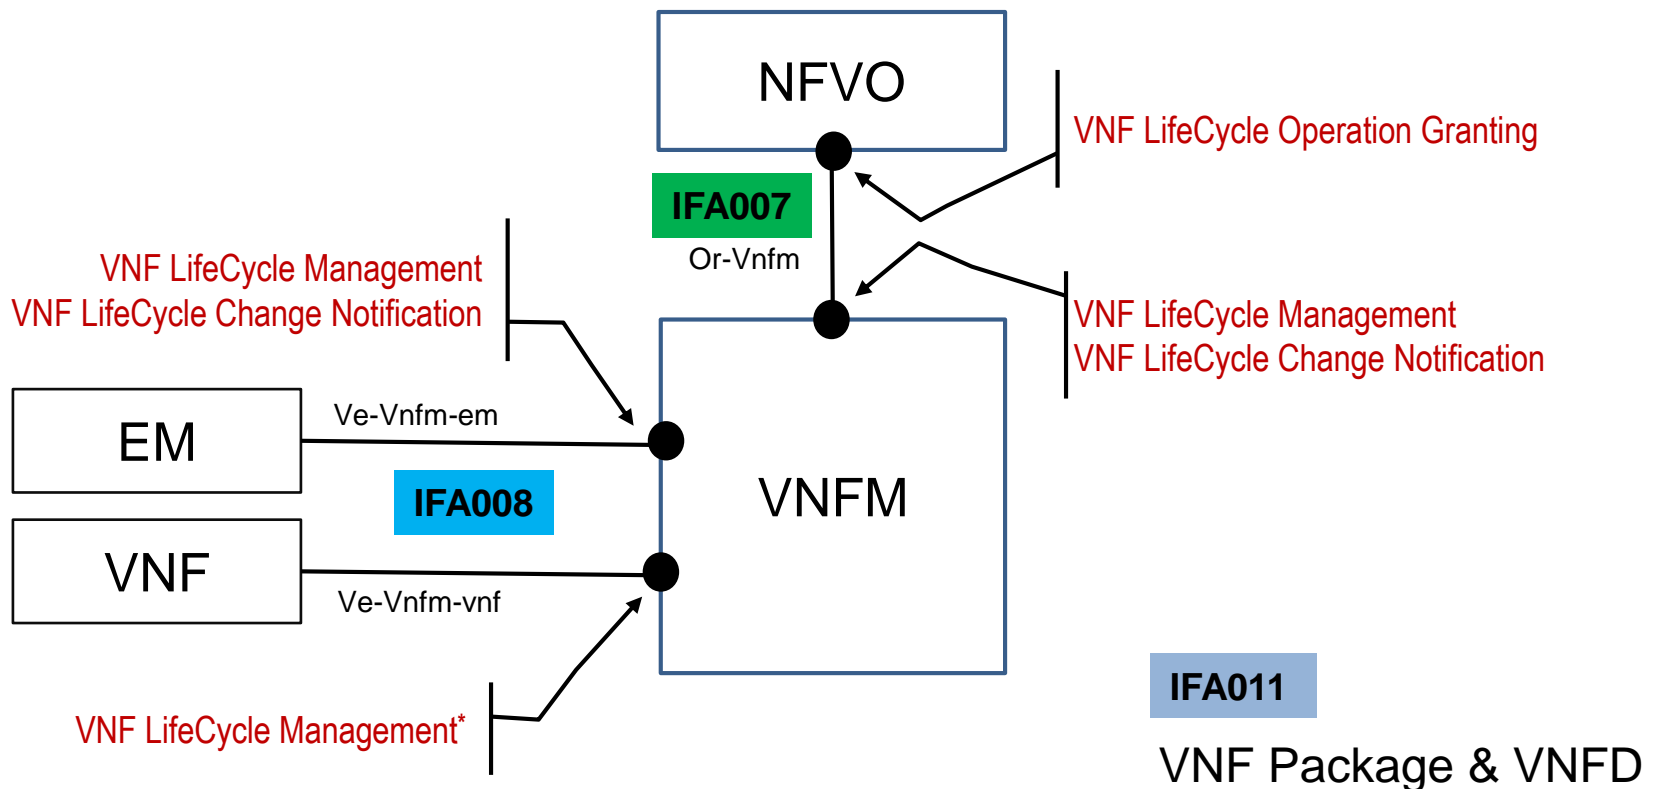 NFVO
VNF LifeCycle Operation Granting
IFA007
Or-Vnfm
VNF LifeCycle Management
VNF LifeCycle Change Notification
VNF LifeCycle Management
VNF LifeCycle Change Notification
Ve-Vnfm-em
EM
IFA008
VNFM
VNF
Ve-Vnfm-vnf
VNF LifeCycle Management*
IFA011
VNF Package & VNFD